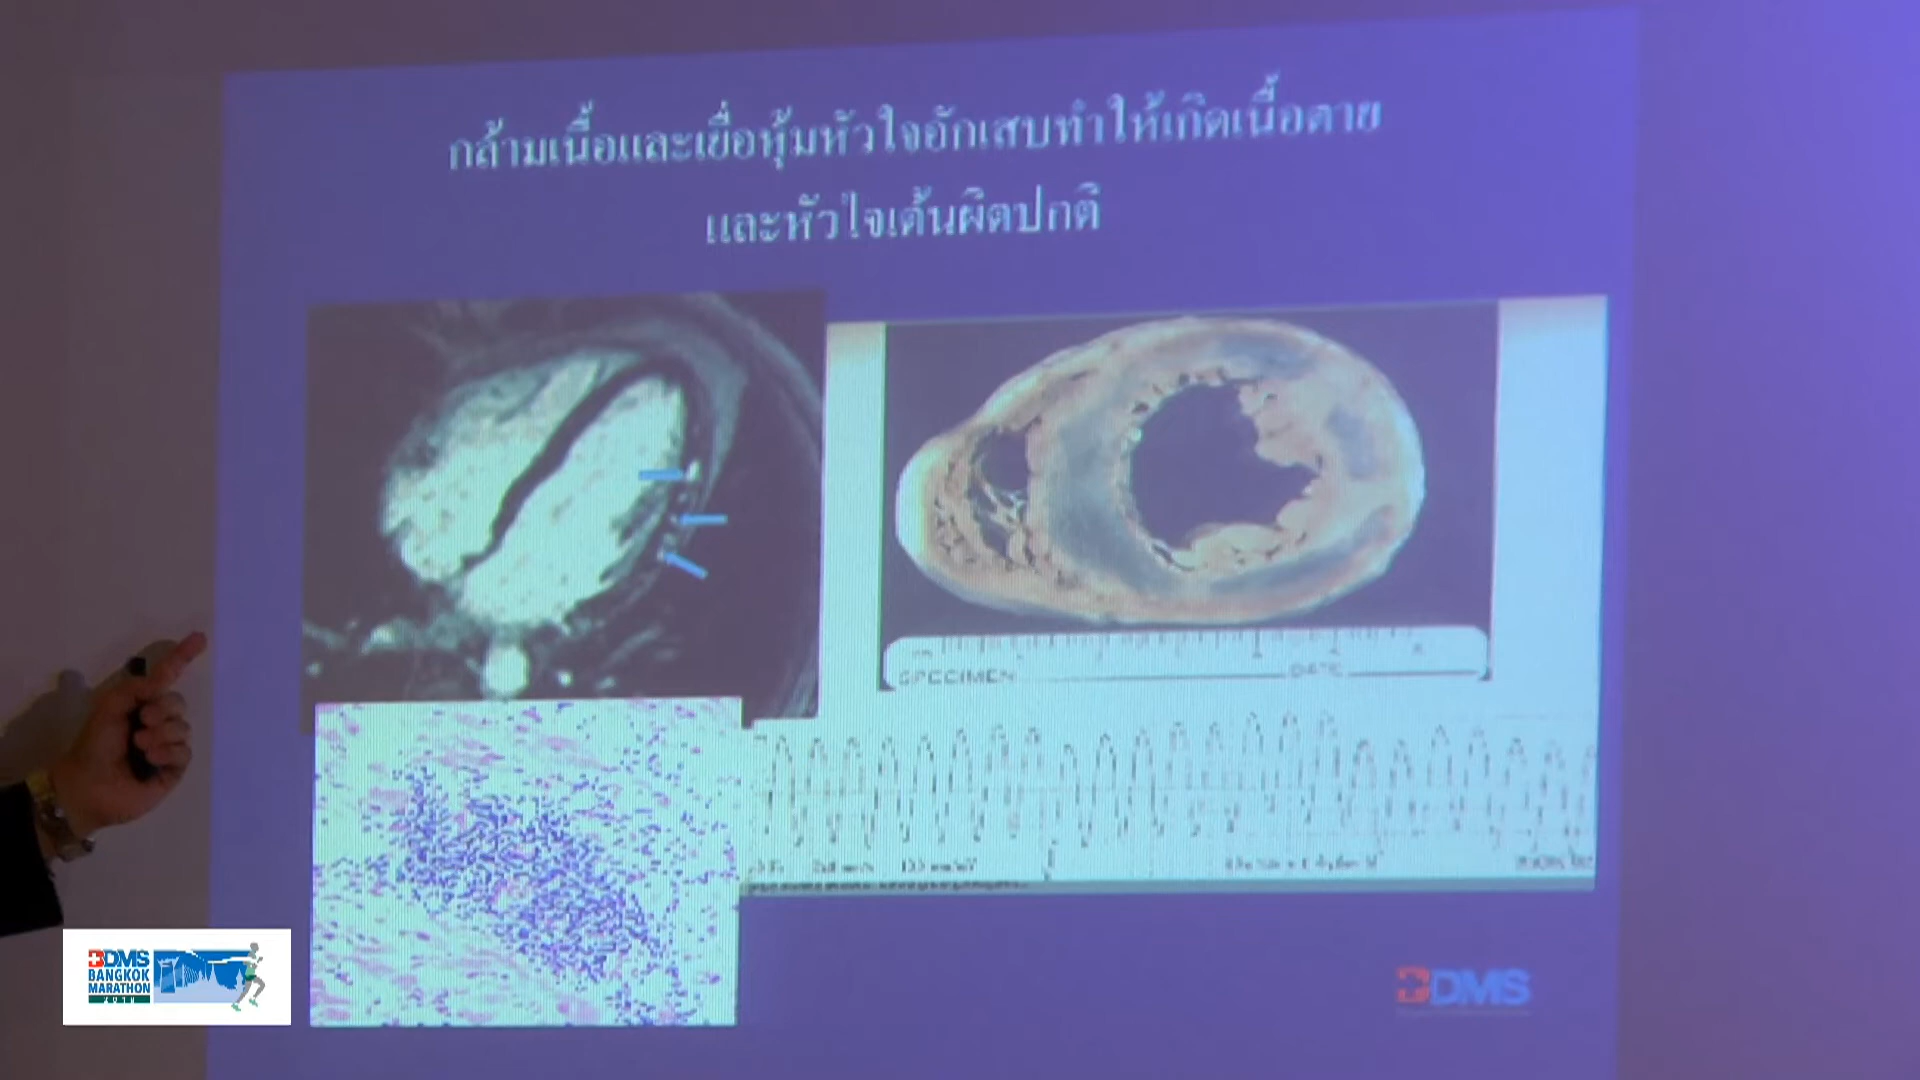 กล้ามเนื้อและเยื่อหุ้มหัวใจอักเสบทำให้เกิดเนื้อตาย
และหัวใจเต้นผิดปกติ
SPECIMEN
DATE
BDMS
BANGKOK
MARATHON
BDMS